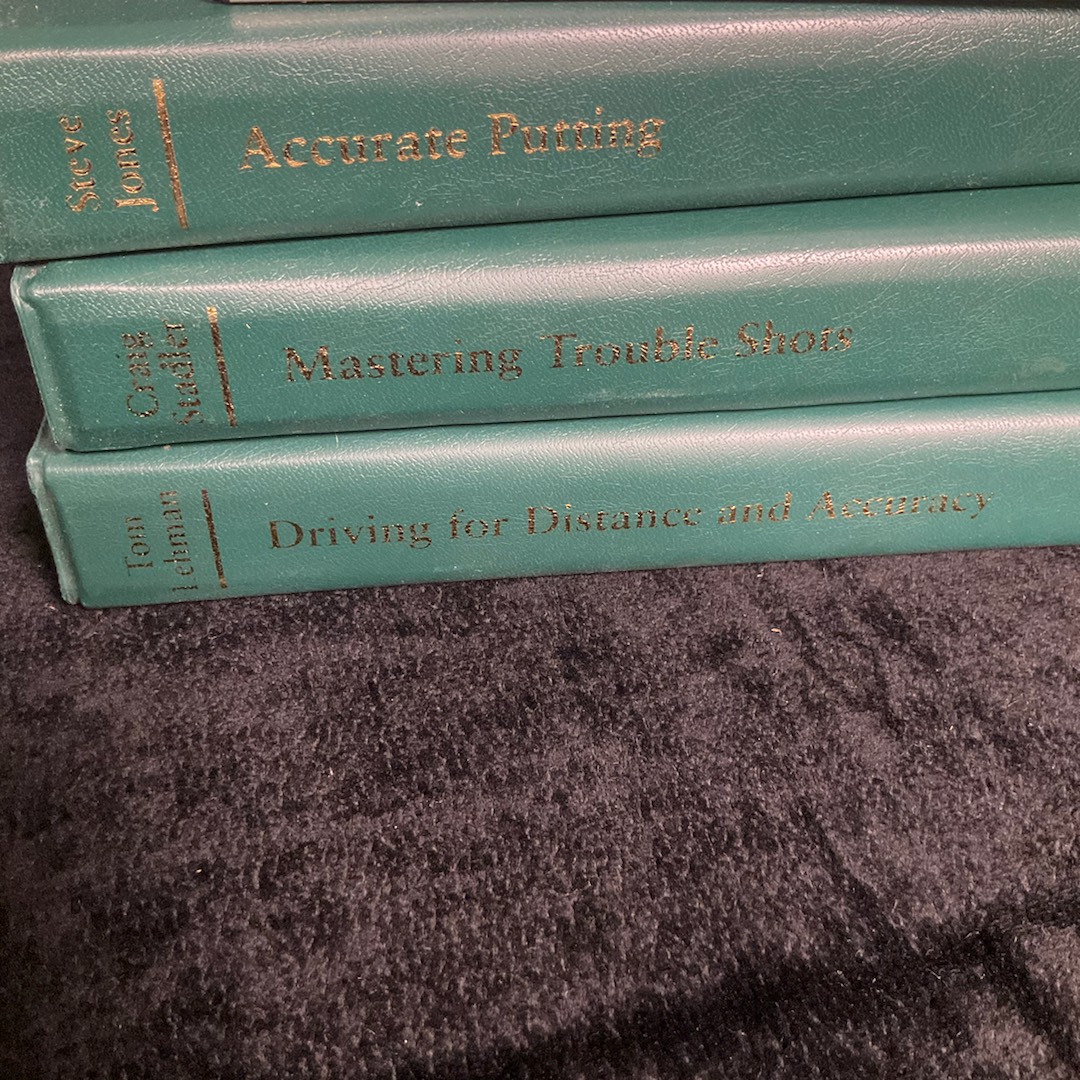 Steve
Jones
Accurate Putting
Craig
Stadler
Mastering Trouble Shots
Tom
Lehman
Driving for Distance and Accuracy